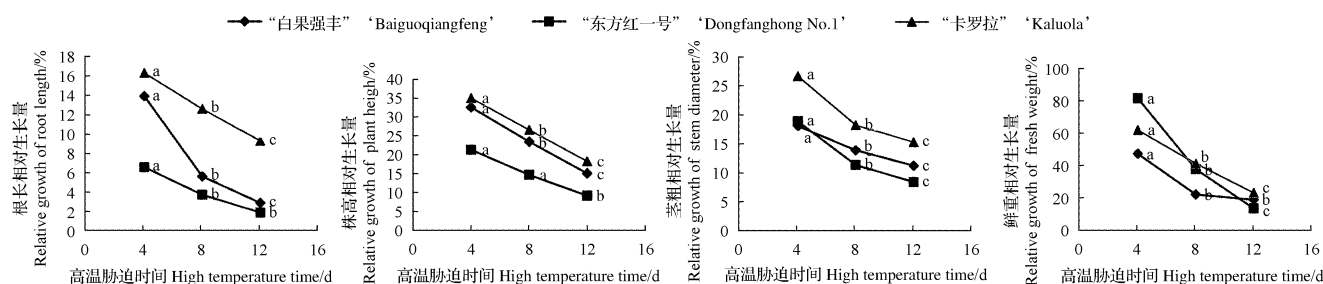 “白果强丰” ‘Baiguoqiangfeng’ “东方红一号” ‘Dongfanghong No.1’ “卡罗拉” ‘Kaluola’
根长相对生长量
Relative growth of root length/%
18
16
14
12
10
8
6
4
2
0
a
b
c
a
b
c
a
b
b
0 4 8 12 16
高温胁迫时间 High temperature time/d
株高相对生长量
Relative growth of plant heigh/%
40
35
30
25
20
15
10
5
0
a
b
c
a
b
c
a
a
b
0 4 8 12 16
高温胁迫时间 High temperature time/d
茎粗相对生长量
Relative growth of stem diameter/%
30
25
20
15
10
5
0
a
b
c
a
b
c
a
b
c
0 4 8 12 16
高温胁迫时间 High temperature time/d
鲜重相对生长量
Relative growth of fresh weight/%
100
80
60
40
20
0
a
b
c
a
b
b
a
b
c
0 4 8 12 16
高温胁迫时间 High temperature time/d